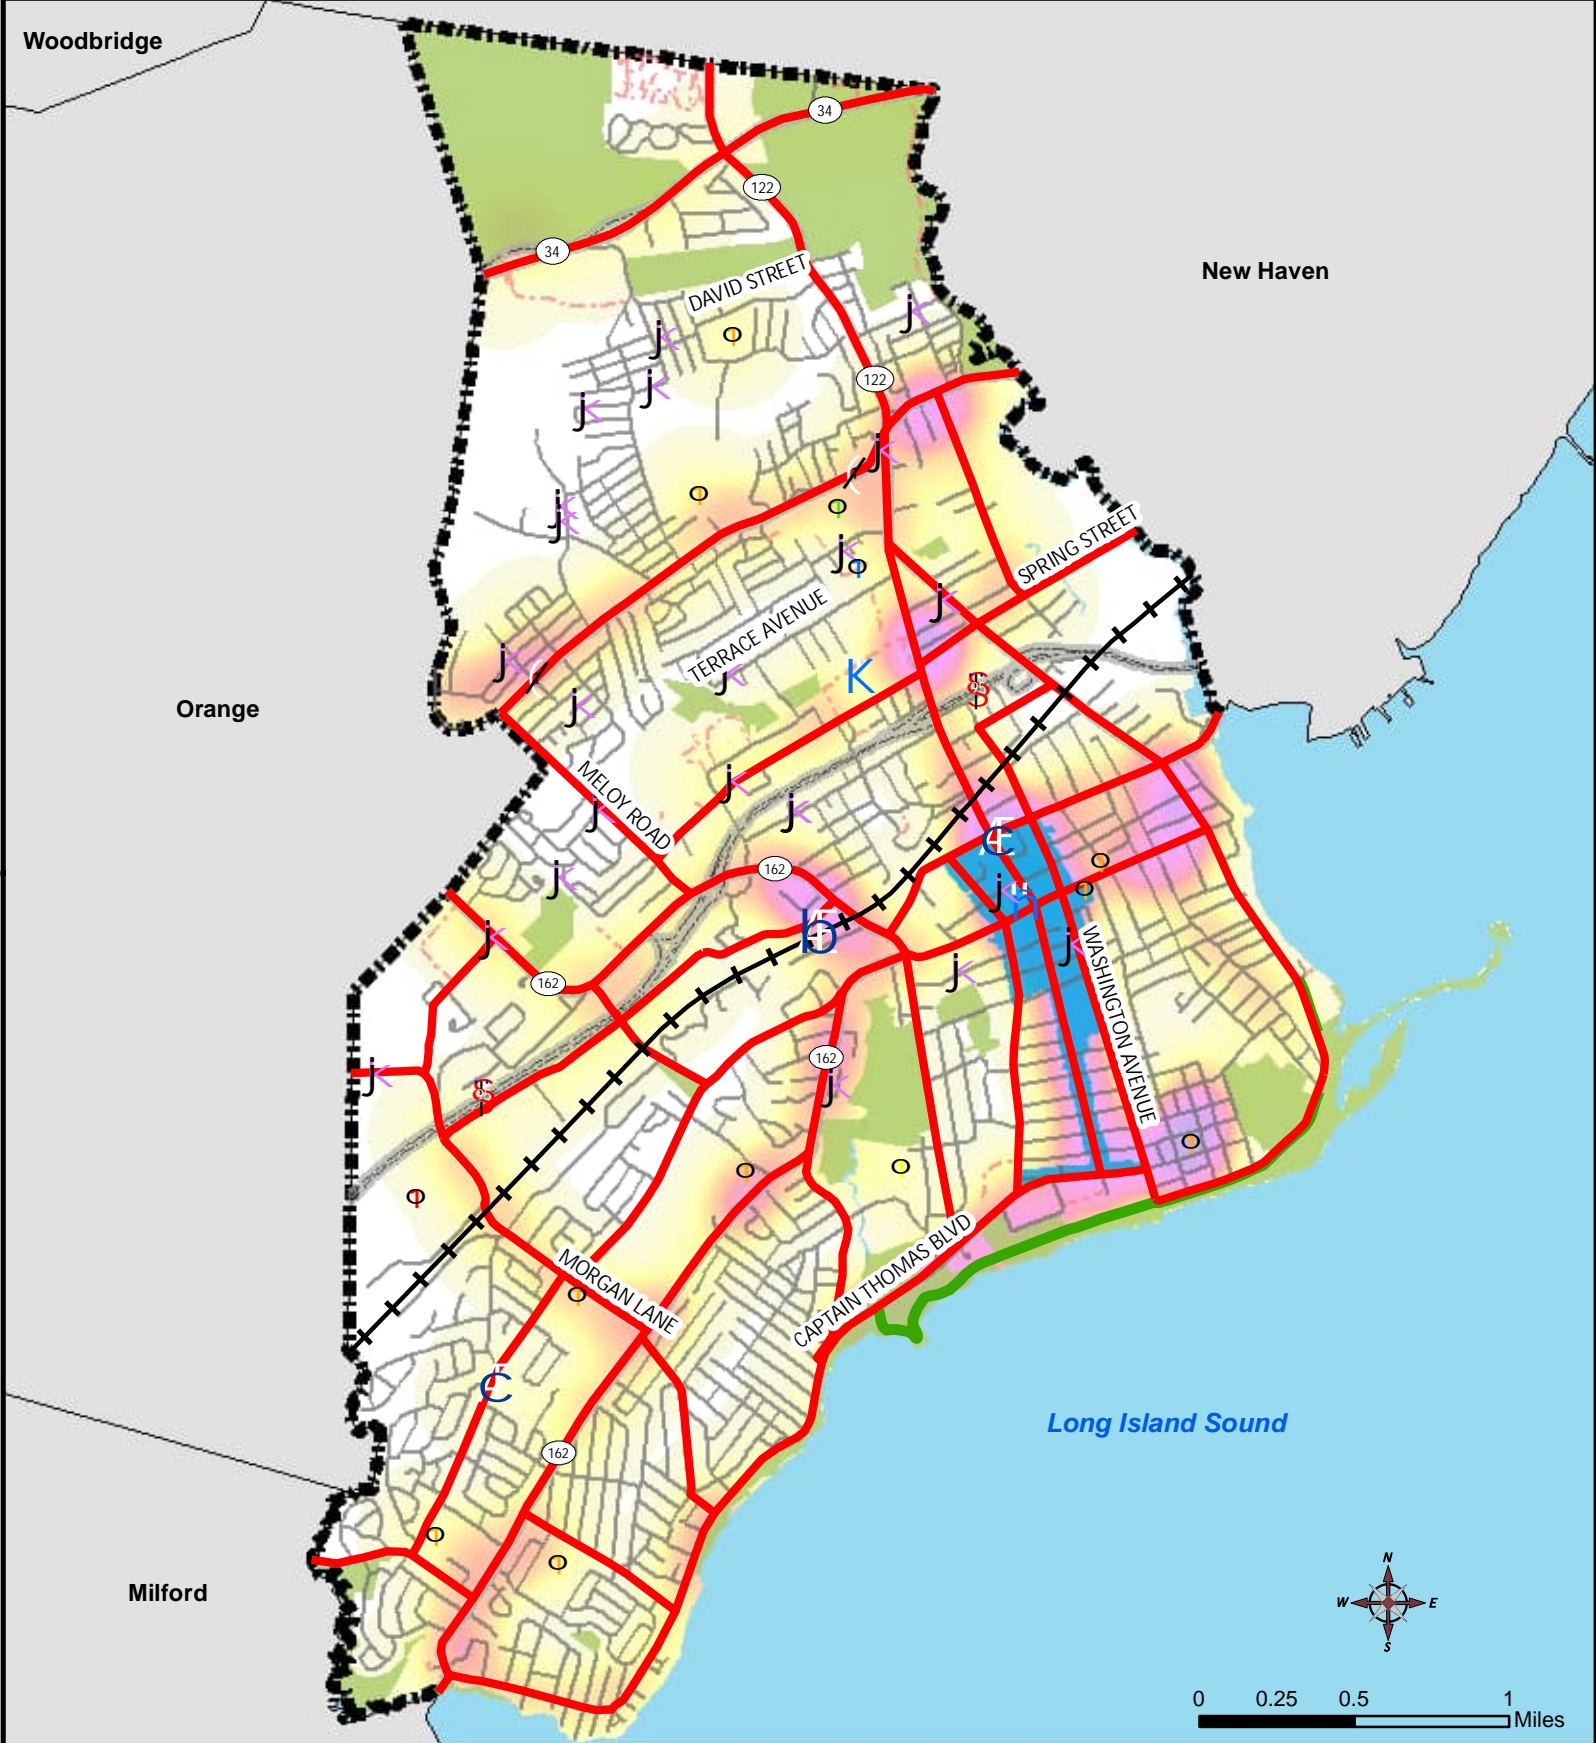 Woodbridge
34
122
34
New Haven
DAVID STREET
122
SPRING STREET
TERRACE AVENUE
Orange
MELOY ROAD
162
162
WASHINGTON AVENUE
162
CAPTAIN THOMAS BLVD
MORGAN LANE
Long Island Sound
162
Milford
N
W E
S
0 0.25 0.5 1
Miles